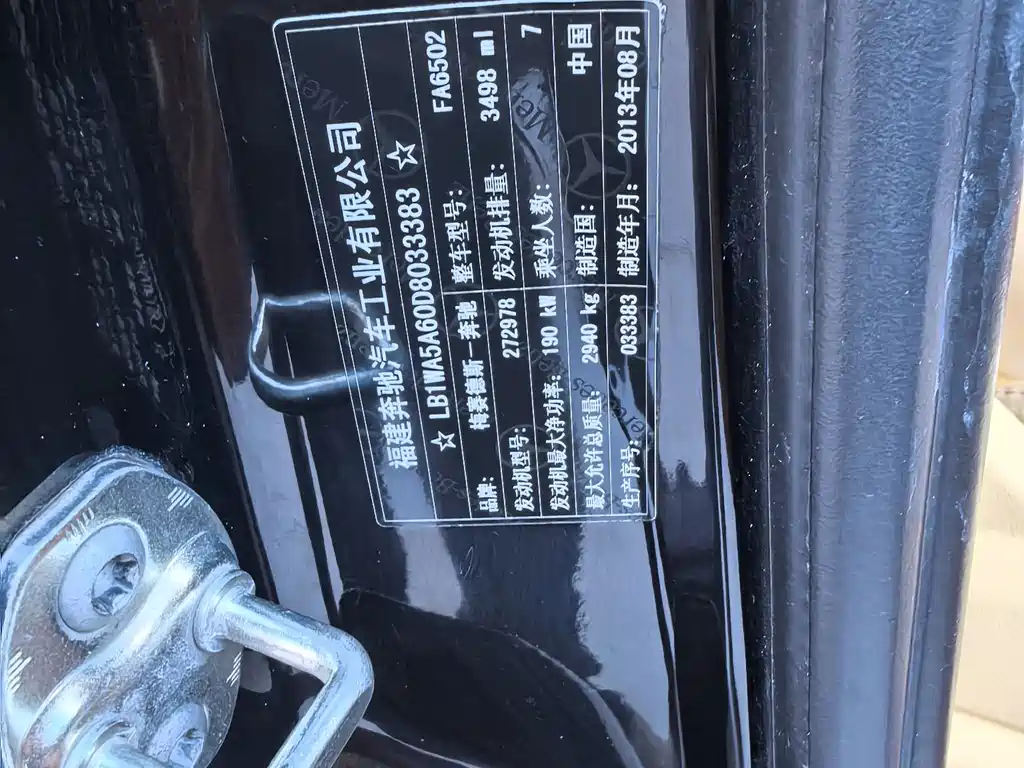 福建奔驰汽车工业有限公司
☆ LB1WA5A60D8033383 ☆
品牌: 梅赛德斯—奔驰 整车型号: FA6502
发动机型号: 272978 发动机排量: 3498 ml
发动机最大净功率: 190 kW 乘坐人数: 7
最大允许总质量: 2940 kg 制造国: 中国
生产序号: 033383 制造年月: 2013年08月